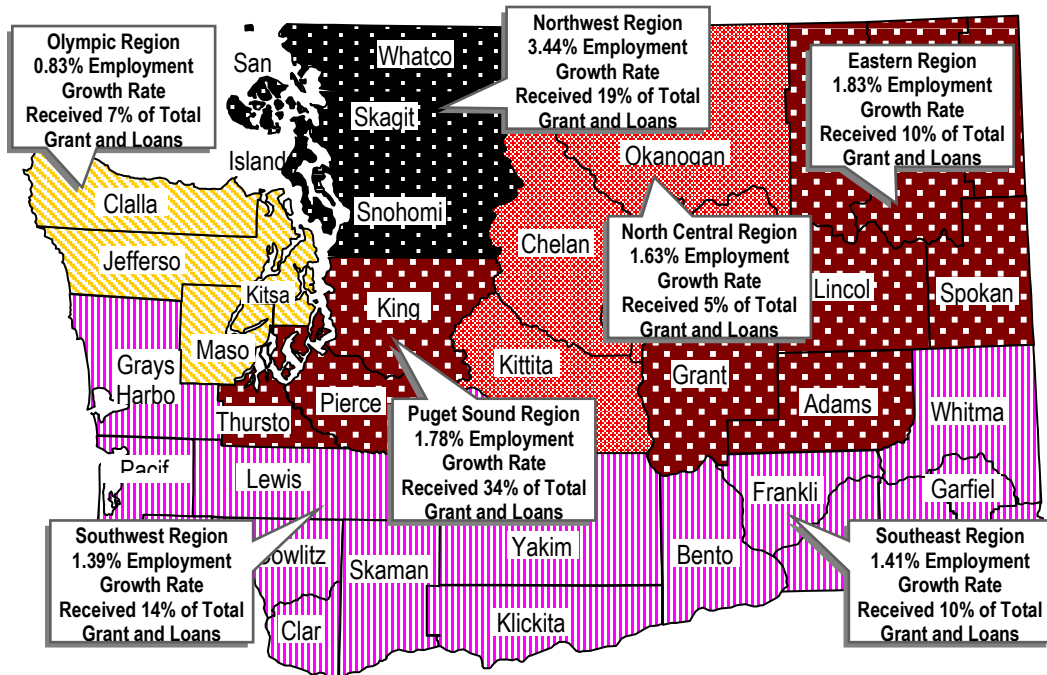 Olympic Region
0.83% Employment
Growth Rate
Received 7% of Total
Grant and Loans
San
Whatco
Northwest Region
3.44% Employment
Growth Rate
Received 19% of Total
Grant and Loans
Eastern Region
1.83% Employment
Growth Rate
Received 10% of Total
Grant and Loans
Skagit
Island
Okanogan
Clalla
Snohomi
Chelan
North Central Region
1.63% Employment
Growth Rate
Received 5% of Total
Grant and Loans
Jefferso
Kitsa
King
Lincol
Spokan
Maso
Grays
Harbo
Kittita
Grant
Thursto
Pierce
Adams
Whitma
Puget Sound Region
1.78% Employment
Growth Rate
Received 34% of Total
Grant and Loans
Pacif
Lewis
Frankli
Garfiel
Southwest Region
1.39% Employment
Growth Rate
Received 14% of Total
Grant and Loans
owlitz
Skaman
Yakim
Bento
Southeast Region
1.41% Employment
Growth Rate
Received 10% of Total
Grant and Loans
Clar
Klickita